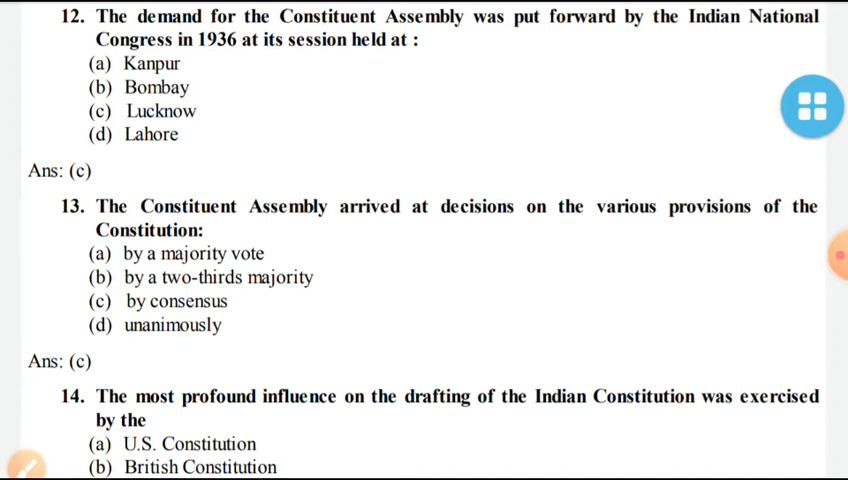 12. The demand for the Constituent Assembly was put forward by the Indian National
Congress in 1936 at its session held at :
(a) Kanpur
(b) Bombay
(c) Lucknow
(d) Lahore
Ans: (c)
13. The Constituent Assembly arrived at decisions on the various provisions of the
Constitution:
(a) by a majority vote
(b) by a two-thirds majority
(c) by consensus
(d) unanimously
Ans: (c)
14. The most profound influence on the drafting of the Indian Constitution was exercised
by the
(a) U.S. Constitution
(b) British Constitution